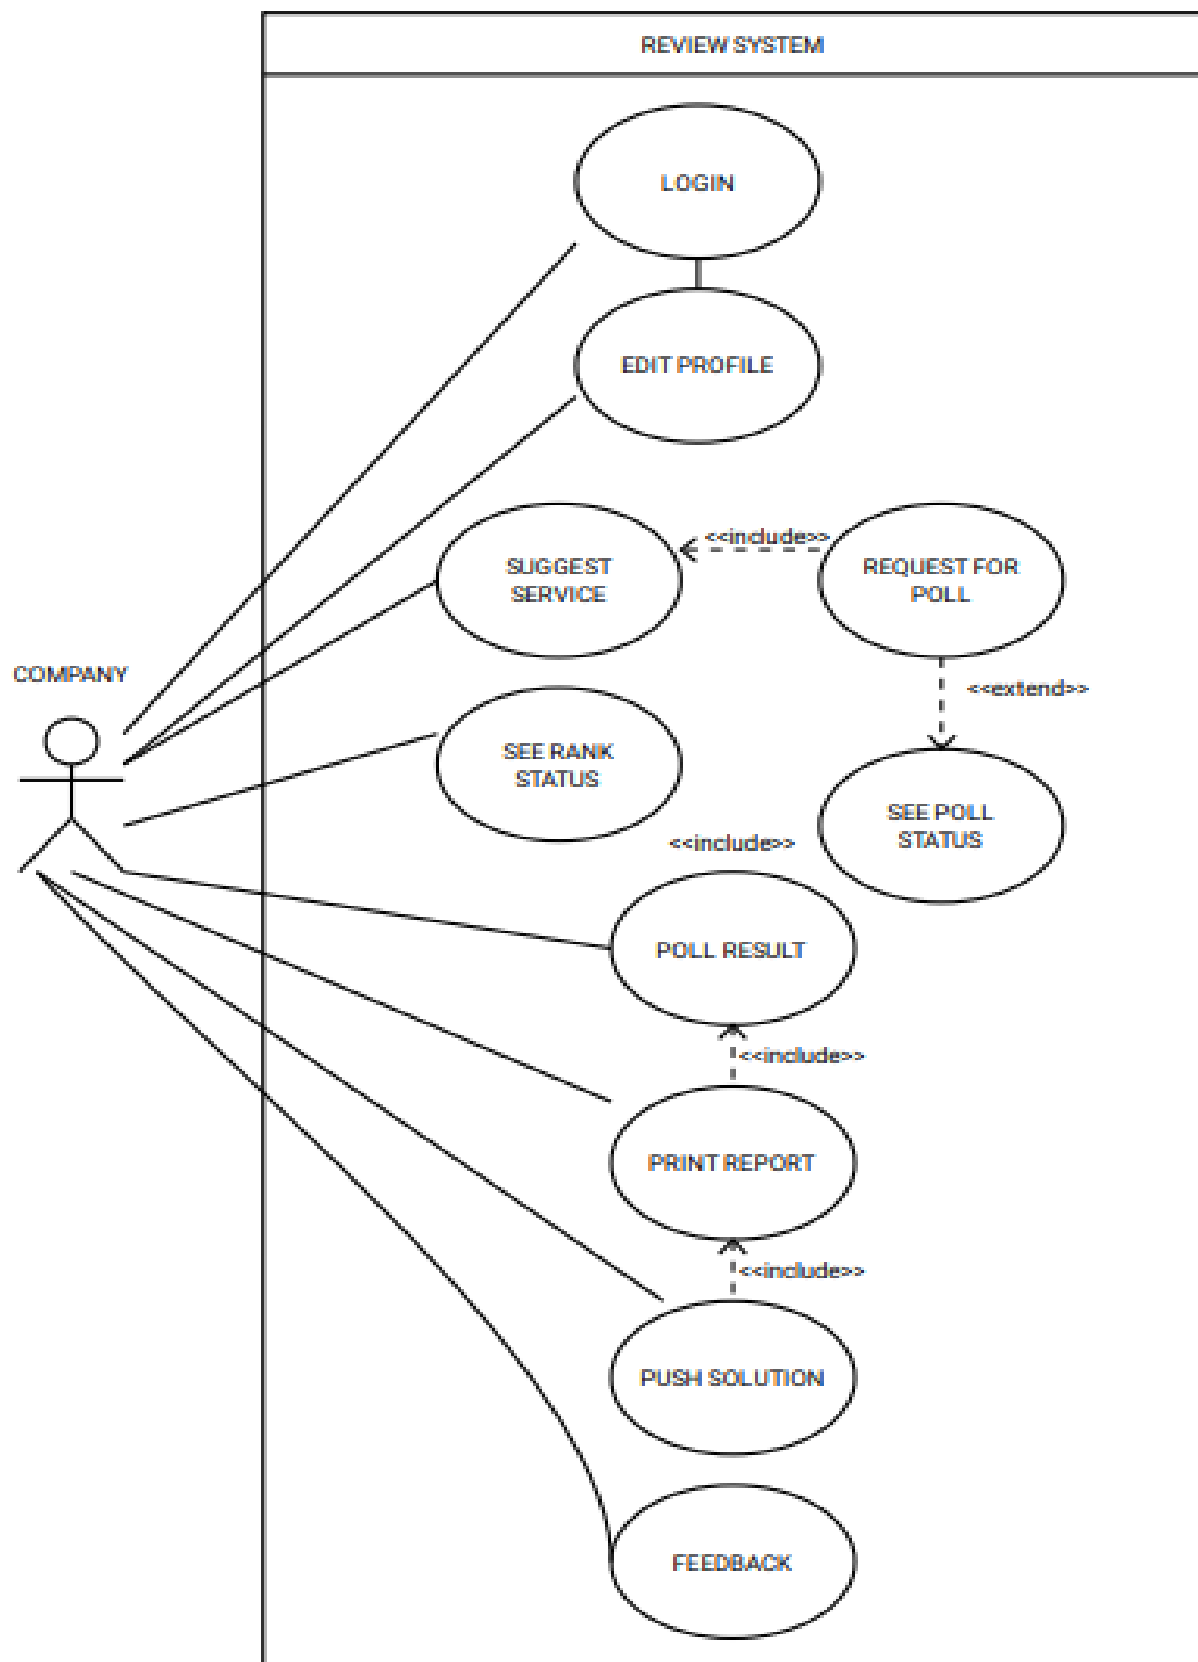 REVIEW SYSTEM
LOGIN
EDIT PROFILE
SUGGEST
SERVICE
<<include>>
REQUEST FOR
POLL
COMPANY
<<extend>>
SEE RANK
STATUS
SEE POLL
STATUS
<<include>>
POLL RESULT
<<include>>
PRINT REPORT
<<include>>
PUSH SOLUTION
FEEDBACK